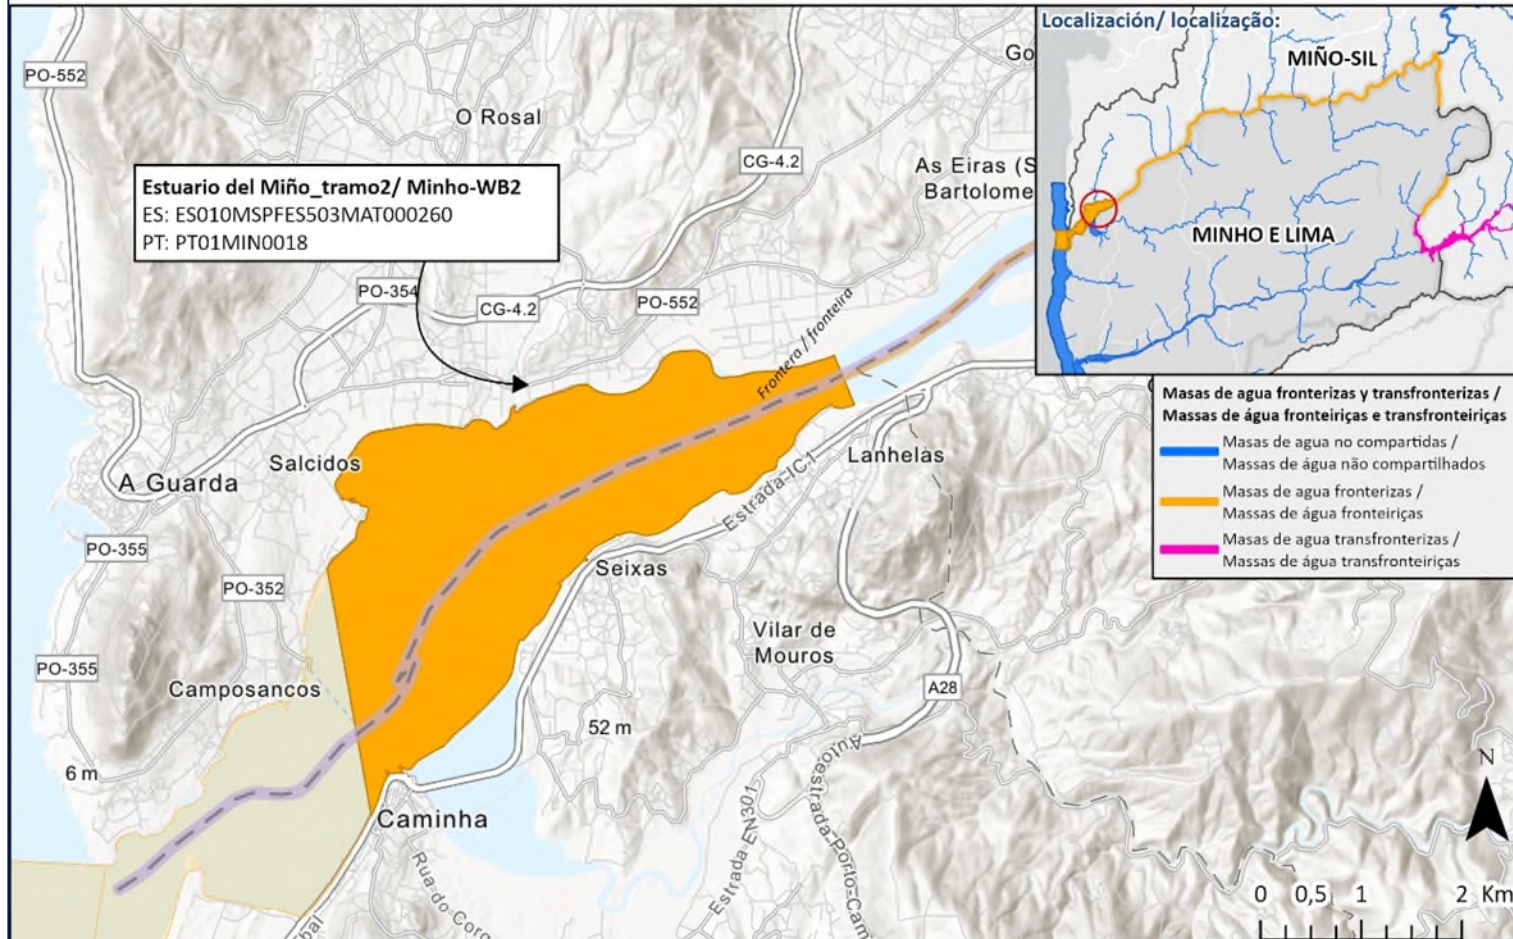 Localización/ localização:
MIÑO-SIL
MINHO E LIMA
PO-552
O Rosal
Go
CG-4.2
As Eiras (S
Bartolome
Estuario del Miño_tramo2/ Minho-WB2
ES: ES010MSPFES503MAT000260
PT: PT01MIN0018
PO-354
CG-4.2
PO-552
Frontera / fronteira
Masas de agua fronterizas y transfronterizas /
Massas de água fronteiriças e transfronteiriças
Masas de agua no compartidas /
Massas de água não compartilhados
Masas de agua fronterizas /
Massas de água fronteiriças
Masas de agua transfronterizas /
Massas de água transfronteiriças
Salcidos
A Guarda
Lanhelas
Estrada-IC1
PO-355
Seixas
PO-352
Vilar de
Mouros
PO-355
Camposancos
A28
52 m
6 m
N
Caminha
Autoestrada-Porto-Cam
Estrada-EN301
Rua-do-Coro
bal
0 0,5 1 2 Km